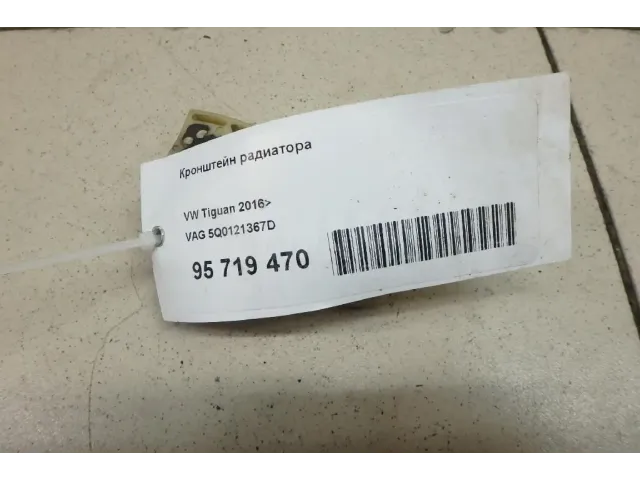 Кронштейн радиатора
VW Tiguan 2016>
VAG 5Q0121367D
95 719 470